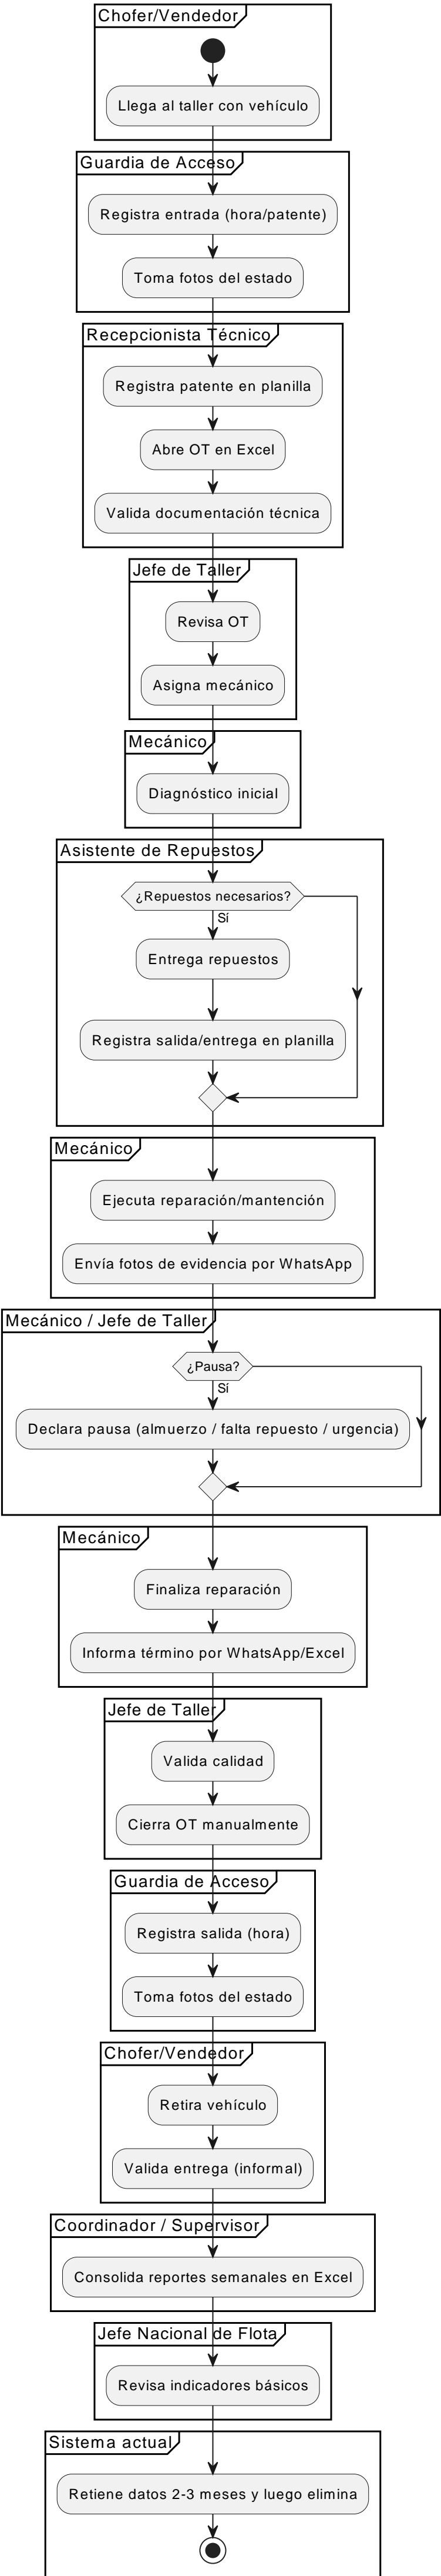 Chofer/Vendedor
Llega al taller con vehículo
Guardia de Acceso
Registra entrada (hora/patente)
Toma fotos del estado
Recepcionista Técnico
Registra patente en planilla
Abre OT en Excel
Valida documentación técnica
Jefe de Taller
Revisa OT
Asigna mecánico
Mecánico
Diagnóstico inicial
Asistente de Repuestos
¿Repuestos necesarios?
Sí
Entrega repuestos
Registra salida/entrega en planilla
Mecánico
Ejecuta reparación/mantención
Envía fotos de evidencia por WhatsApp
Mecánico / Jefe de Taller
¿Pausa?
Sí
Declara pausa (almuerzo / falta repuesto / urgencia)
Mecánico
Finaliza reparación
Informa término por WhatsApp/Excel
Jefe de Taller
Valida calidad
Cierra OT manualmente
Guardia de Acceso
Registra salida (hora)
Toma fotos del estado
Chofer/Vendedor
Retira vehículo
Valida entrega (informal)
Coordinador / Supervisor
Consolida reportes semanales en Excel
Jefe Nacional de Flota
Revisa indicadores básicos
Sistema actual
Retiene datos 2-3 meses y luego elimina